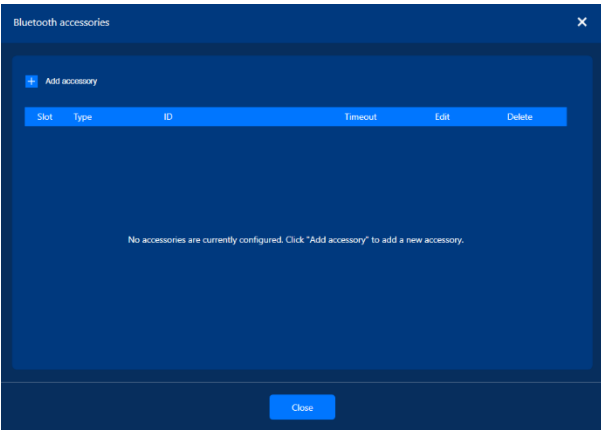 Bluetooth accessories
Add accessory
Slot Type ID Timeout Edit Delete
No accessories are currently configured. Click "Add accessory" to add a new accessory.
Close